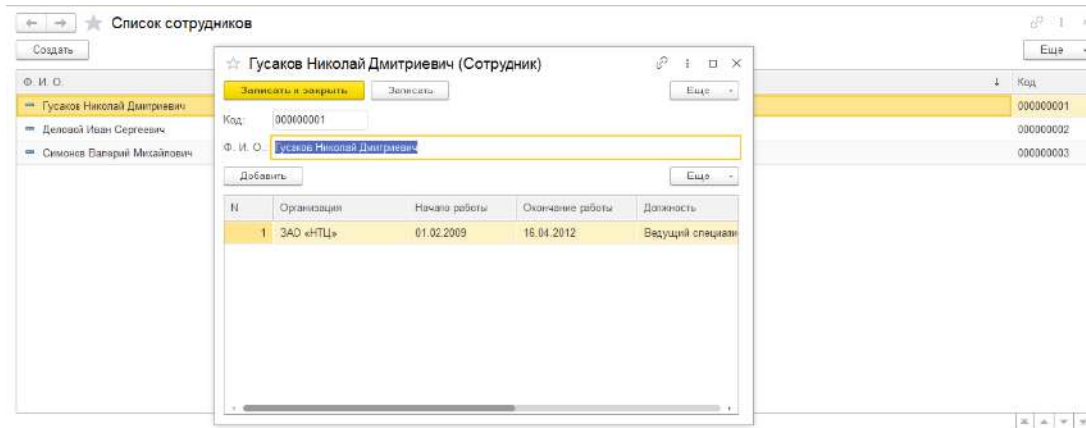 Список сотрудников
Создать
Еще
Ф. И. О.
Код
Гусаков Николай Дмитриевич
000000001
Деловой Иван Сергеевич
000000002
Симонов Валерий Михайлович
000000003
Гусаков Николай Дмитриевич (Сотрудник)
Записать и закрыть
Записать
Еще
Код:
000000001
Ф. И. О.:
Гусаков Николай Дмитриевич
Добавить
Еще
N
Организация
Начало работы
Окончание работы
Должность
1
ЗАО «НТЦ»
01.02.2009
16.04.2012
Ведущий специали